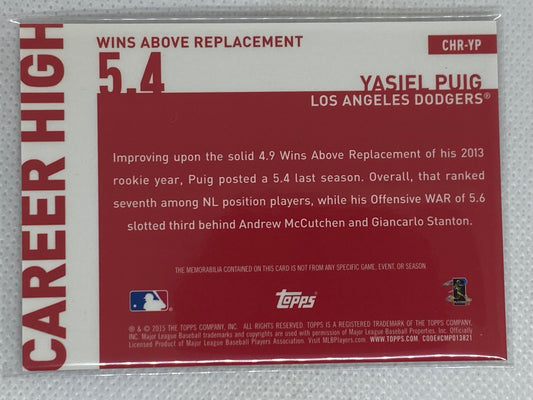 CAREER HIGH
WINS ABOVE REPLACEMENT
5.4
CHR-YP
YASIEL PUIG
LOS ANGELES DODGERS®
Improving upon the solid 4.9 Wins Above Replacement of his 2013
rookie year, Puig posted a 5.4 last season. Overall, that ranked
seventh among NL position players, while his Offensive WAR of 5.6
slotted third behind Andrew McCutchen and Giancarlo Stanton.
THE MEMORABILIA CONTAINED ON THIS CARD IS NOT FROM ANY SPECIFIC GAME, EVENT, OR SEASON
topps
® & © 2015 THE TOPPS COMPANY, INC. ALL RIGHTS RESERVED. TOPPS IS A REGISTERED TRADEMARK OF THE TOPPS COMPANY,
INC. Major League Baseball trademarks and copyrights are used with permission of Major League Baseball Properties, Inc. Officially
Licensed Product of Major League Baseball Players Association. Visit MLBPlayers.com. WWW.TOPPS.COM CODE#CMP013821